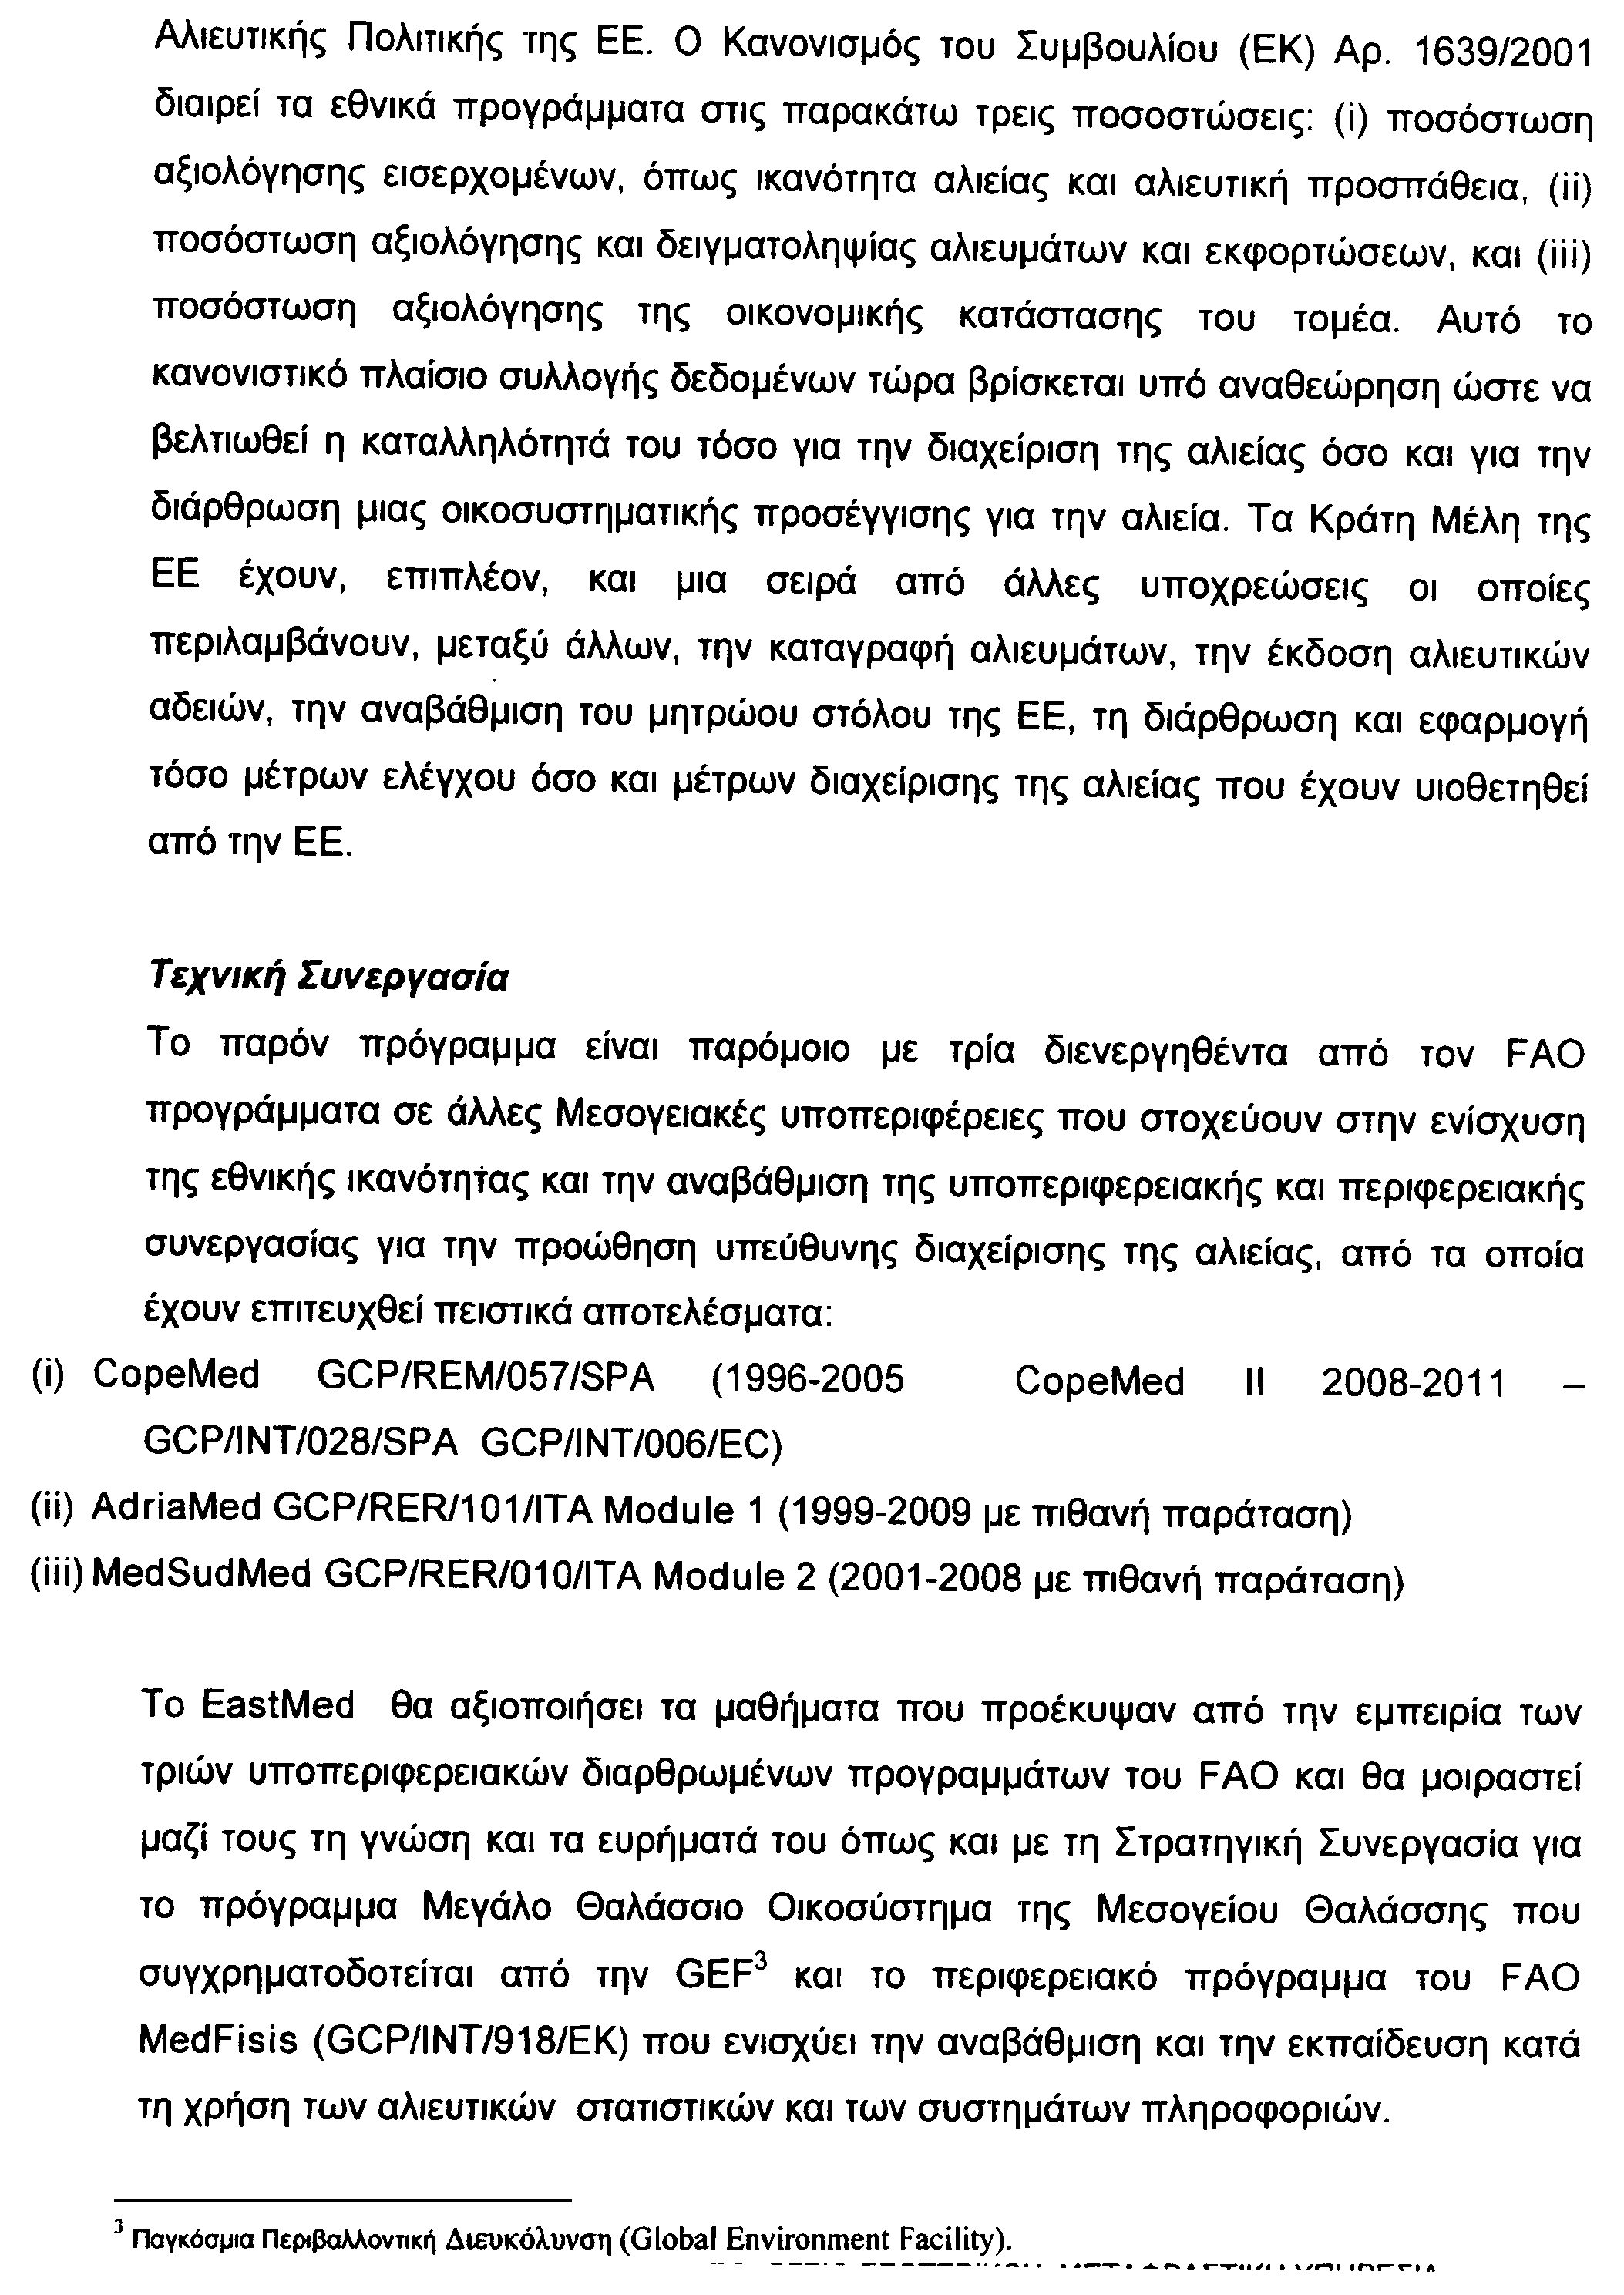 Αλιευτικής Πολιτικής της ΕΕ. Ο Κανονισμός του Συμβουλίου (ΕΚ) Αρ. 1639/2001
διαιρεί τα εθνικά προγράμματα στις παρακάτω τρεις ποσοστώσεις: (i) ποσόστωση
αξιολόγησης εισερχομένων, όπως ικανότητα αλιείας και αλιευτική προσπάθεια, (ii)
ποσόστωση αξιολόγησης και δειγματοληψίας αλιευμάτων και εκφορτώσεων, και (iii)
ποσόστωση αξιολόγησης της οικονομικής κατάστασης του τομέα. Αυτό το
κανονιστικό πλαίσιο συλλογής δεδομένων τώρα βρίσκεται υπό αναθεώρηση ώστε να
βελτιωθεί η καταλληλότητά του τόσο για την διαχείριση της αλιείας όσο και για την
διάρθρωση μιας οικοσυστηματικής προσέγγισης για την αλιεία. Τα Κράτη Μέλη της
ΕΕ έχουν, επιπλέον, και μια σειρά από άλλες υποχρεώσεις οι οποίες
περιλαμβάνουν, μεταξύ άλλων, την καταγραφή αλιευμάτων, την έκδοση αλιευτικών
αδειών, την αναβάθμιση του μητρώου στόλου της ΕΕ, τη διάρθρωση και εφαρμογή
τόσο μέτρων ελέγχου όσο και μέτρων διαχείρισης της αλιείας που έχουν υιοθετηθεί
από την ΕΕ.
Τεχνική Συνεργασία
Το παρόν πρόγραμμα είναι παρόμοιο με τρία διενεργηθέντα από τον FAO
προγράμματα σε άλλες Μεσογειακές υποπεριφέρειες που στοχεύουν στην ενίσχυση
της εθνικής ικανότητας και την αναβάθμιση της υποπεριφερειακής και περιφερειακής
συνεργασίας για την προώθηση υπεύθυνης διαχείρισης της αλιείας, από τα οποία
έχουν επιτευχθεί πειστικά αποτελέσματα:
(i) CopeMed GCP/REM/057/SPA (1996-2005 CopeMed II 2008-2011 –
GCP/INT/028/SPA GCP/INT/006/EC)
(ii) AdriaMed GCP/RER/101/ITA Module 1 (1999-2009 με πιθανή παράταση)
(iii) MedSudMed GCP/RER/010/ITA Module 2 (2001-2008 με πιθανή παράταση)
Το EastMed θα αξιοποιήσει τα μαθήματα που προέκυψαν από την εμπειρία των
τριών υποπεριφερειακών διαρθρωμένων προγραμμάτων του FAO και θα μοιραστεί
μαζί τους τη γνώση και τα ευρήματά του όπως και με τη Στρατηγική Συνεργασία για
το πρόγραμμα Μεγάλο Θαλάσσιο Οικοσύστημα της Μεσογείου Θαλάσσης που
συγχρηματοδοτείται από την GEF³ και το περιφερειακό πρόγραμμα του FAO
MedFisis (GCP/INT/918/EK) που ενισχύει την αναβάθμιση και την εκπαίδευση κατά
τη χρήση των αλιευτικών στατιστικών και των συστημάτων πληροφοριών.
³ Παγκόσμια Περιβαλλοντική Διευκόλυνση (Global Environment Facility).